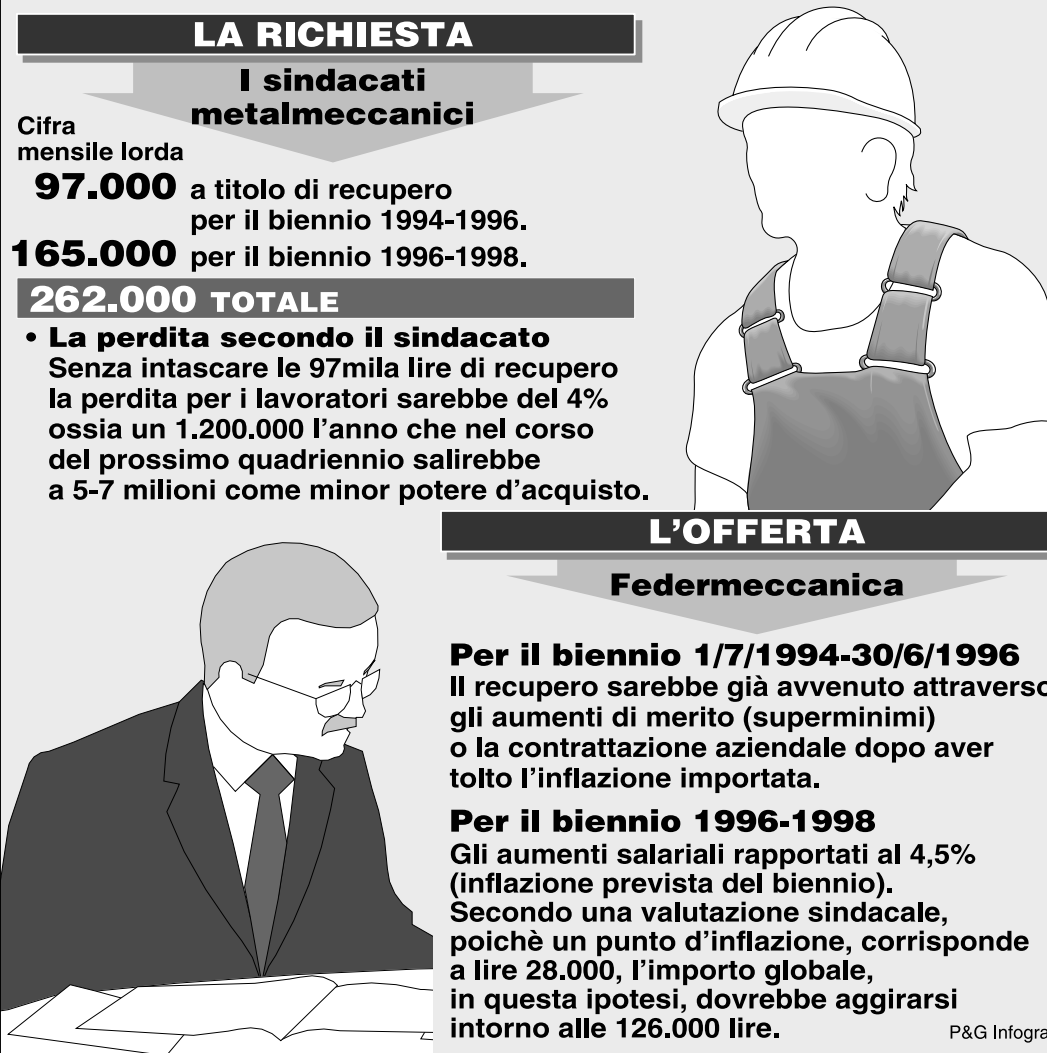 LA RICHIESTA
I sindacati
metalmeccanici
Cifra
mensile lorda
97.000 a titolo di recupero
per il biennio 1994-1996.
165.000 per il biennio 1996-1998.
262.000 TOTALE
• La perdita secondo il sindacato
Senza intascare le 97mila lire di recupero
la perdita per i lavoratori sarebbe del 4%
ossia un 1.200.000 l’anno che nel corso
del prossimo quadriennio salirebbe
a 5-7 milioni come minor potere d’acquisto.
L’OFFERTA
Federmeccanica
Per il biennio 1/7/1994-30/6/1996
Il recupero sarebbe già avvenuto attraverso
gli aumenti di merito (superminimi)
o la contrattazione aziendale dopo aver
tolto l’inflazione importata.
Per il biennio 1996-1998
Gli aumenti salariali rapportati al 4,5%
(inflazione prevista del biennio).
Secondo una valutazione sindacale,
poichè un punto d’inflazione, corrisponde
a lire 28.000, l’importo globale,
in questa ipotesi, dovrebbe aggirarsi
intorno alle 126.000 lire.
P&G Infogra